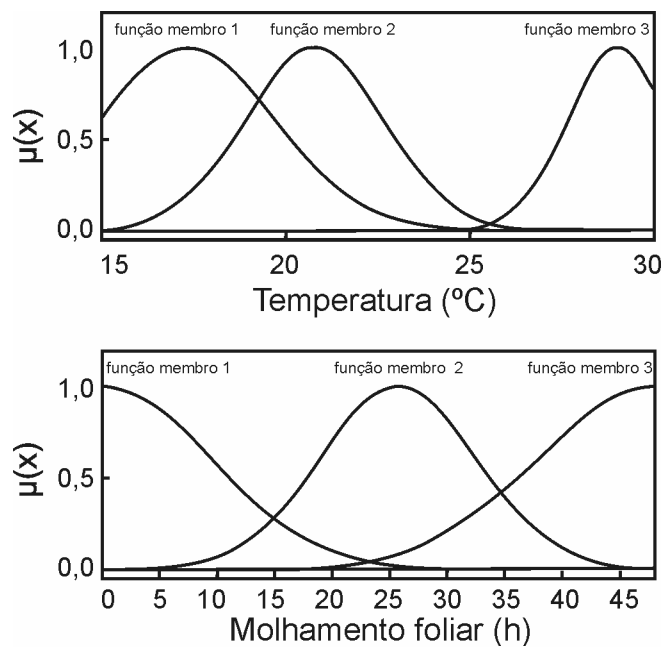 função membro 1 função membro 2 função membro 3
1,0
0,5
0,0
µ(x)
15 20 25 30
Temperatura (ºC)
função membro 1 função membro 2 função membro 3
1,0
0,5
0,0
µ(x)
0 5 10 15 20 25 30 35 40 45
Molhamento foliar (h)